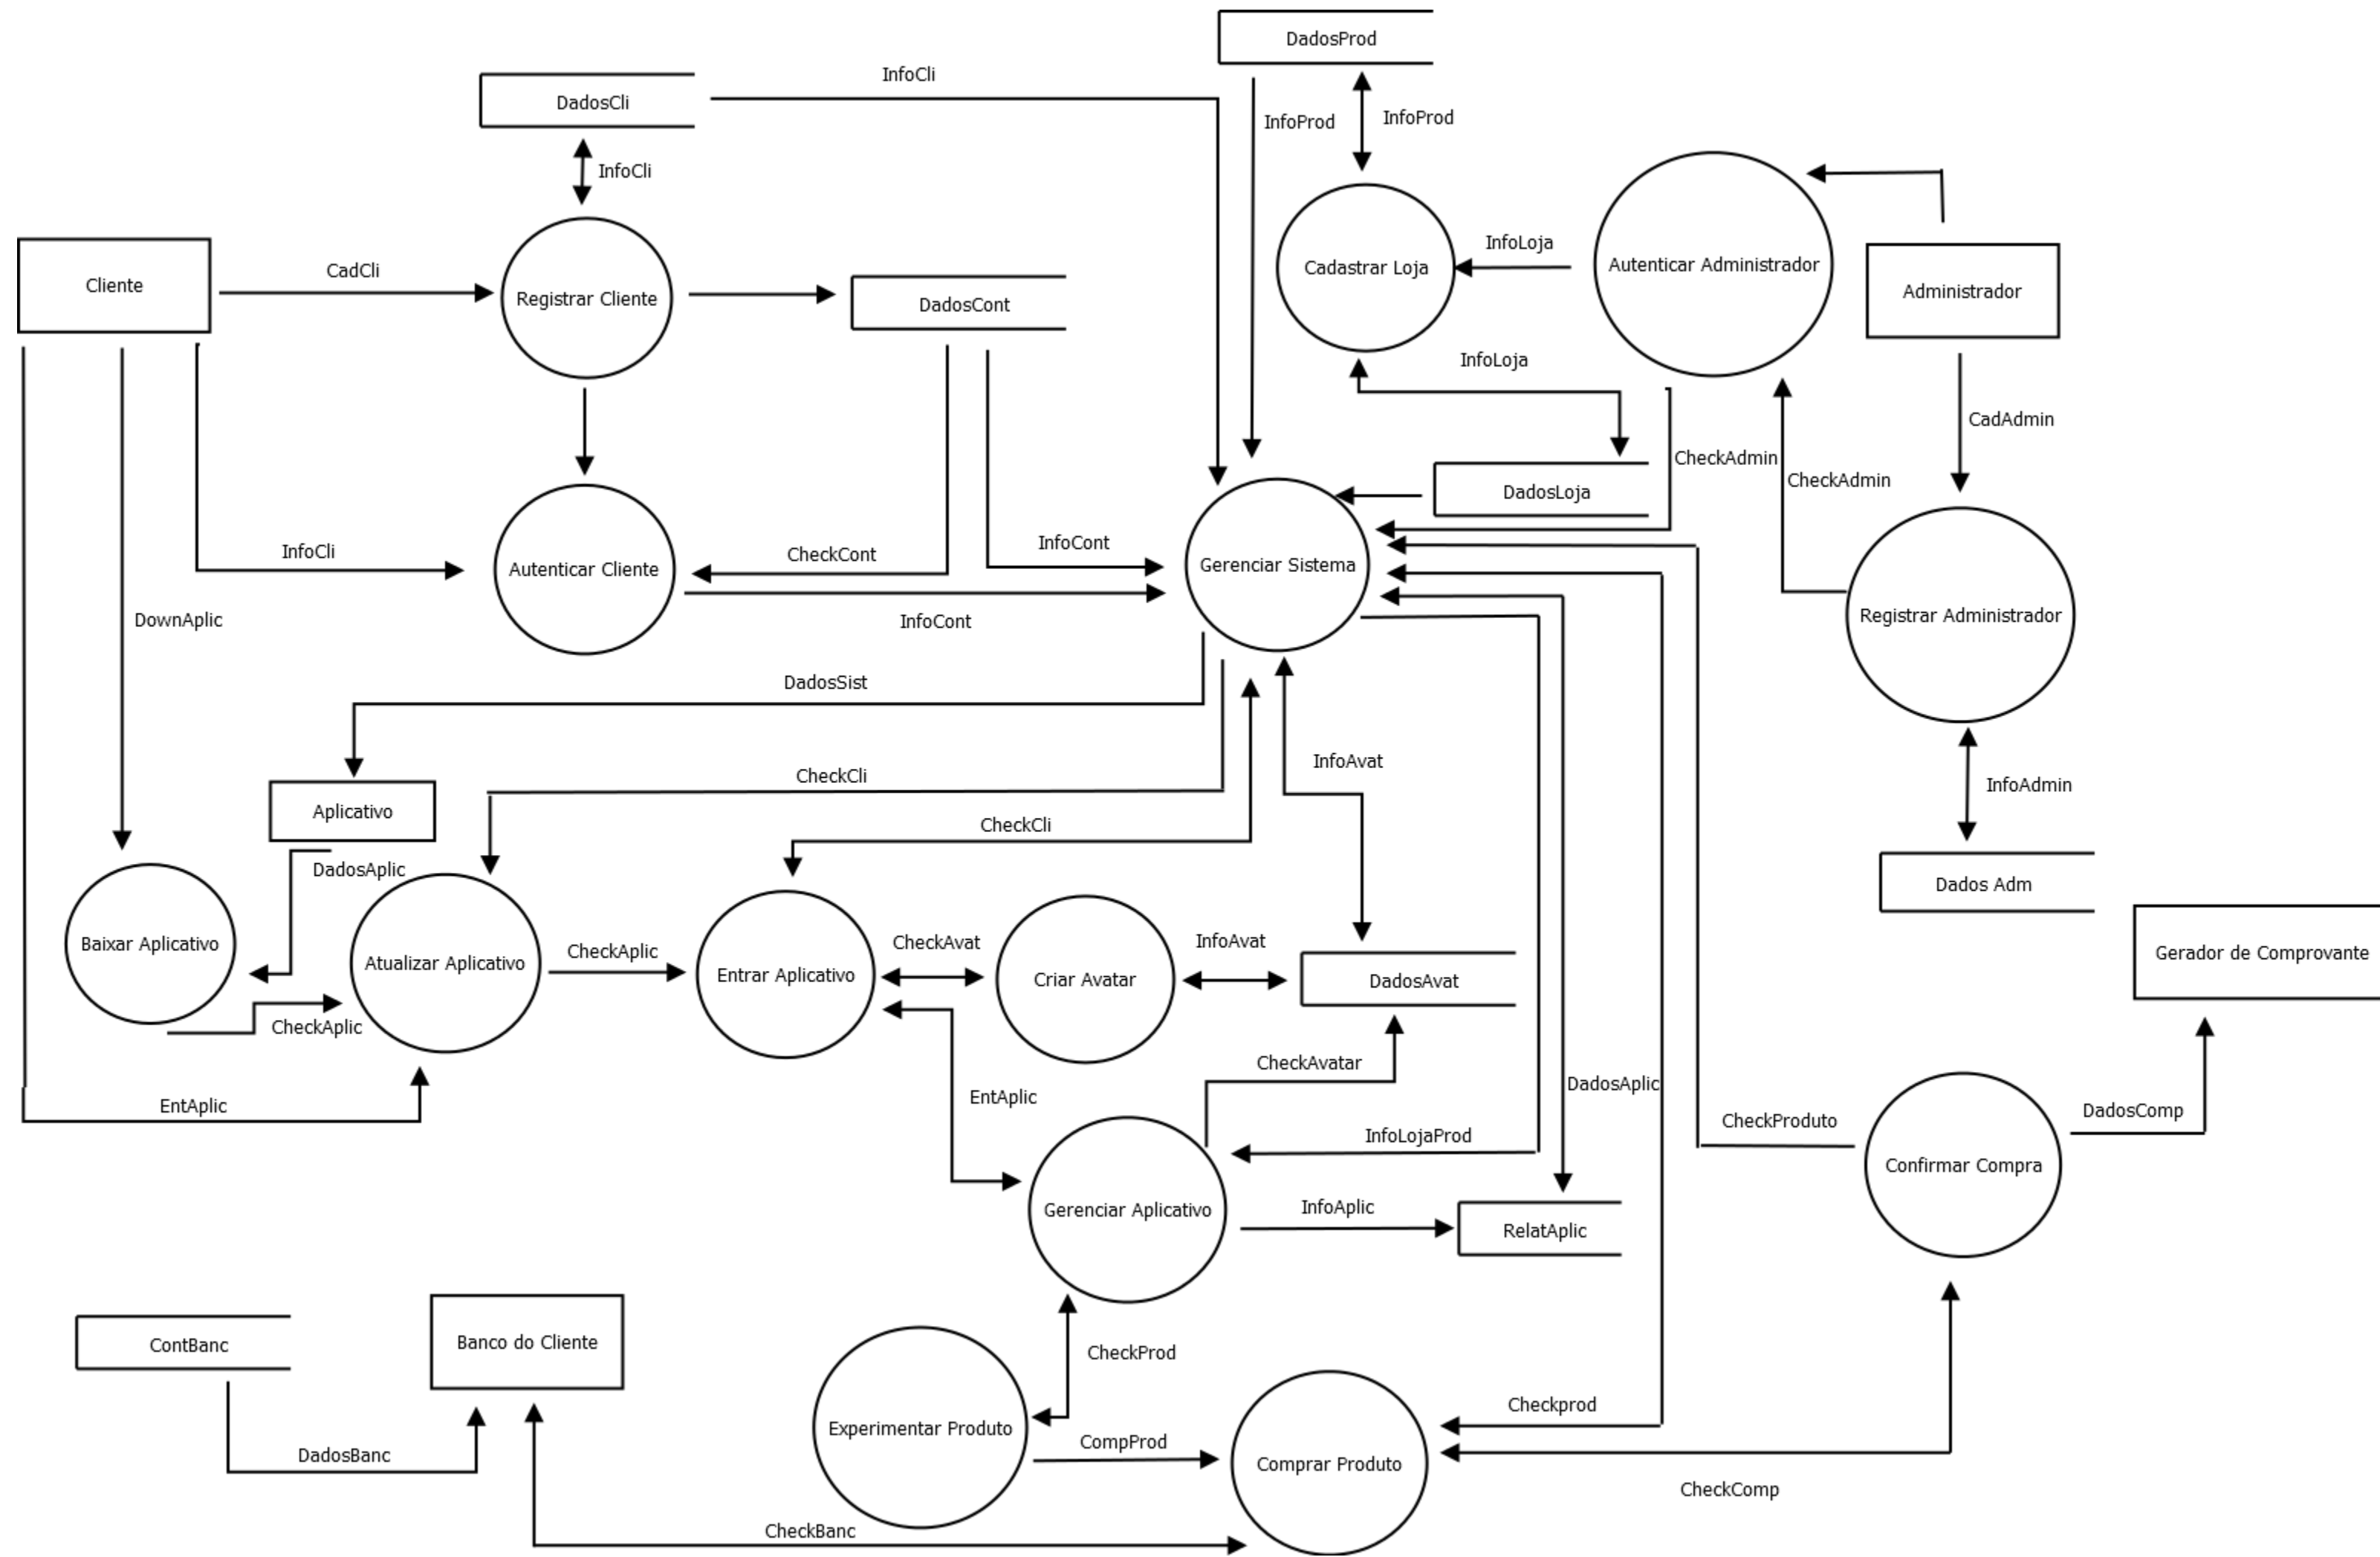 DadosProd
InfoCli
DadosCli
InfoProd
InfoProd
InfoCli
InfoLoja
Cadastrar Loja
Autenticar Administrador
CadCli
Cliente
Registrar Cliente
DadosCont
Administrador
InfoLoja
CadAdmin
CheckAdmin
CheckAdmin
DadosLoja
InfoCli
CheckCont
InfoCont
Autenticar Cliente
Gerenciar Sistema
DownAplic
InfoCont
Registrar Administrador
DadosSist
InfoAvat
CheckCli
InfoAdmin
Aplicativo
CheckCli
DadosAplic
Dados Adm
Baixar Aplicativo
Atualizar Aplicativo
CheckAplic
Entrar Aplicativo
CheckAvat
Criar Avatar
InfoAvat
DadosAvat
Gerador de Comprovante
CheckAplic
CheckAvatar
DadosAplic
EntAplic
EntAplic
InfoLojaProd
CheckProduto
DadosComp
Confirmar Compra
Gerenciar Aplicativo
InfoAplic
RelatAplic
ContBanc
Banco do Cliente
CheckProd
Checkprod
Experimentar Produto
CompProd
Comprar Produto
DadosBanc
CheckComp
CheckBanc